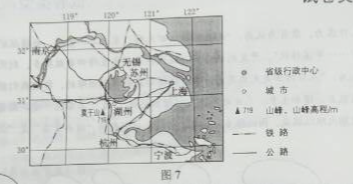 119° 120° 121° 122°
32°
南京
无锡
苏州
上海
31°
莫干山
719
湖州
杭州
30°
宁波
省级行政中心
城市
▲719 山峰、山峰高程/m
铁路
公路
图7